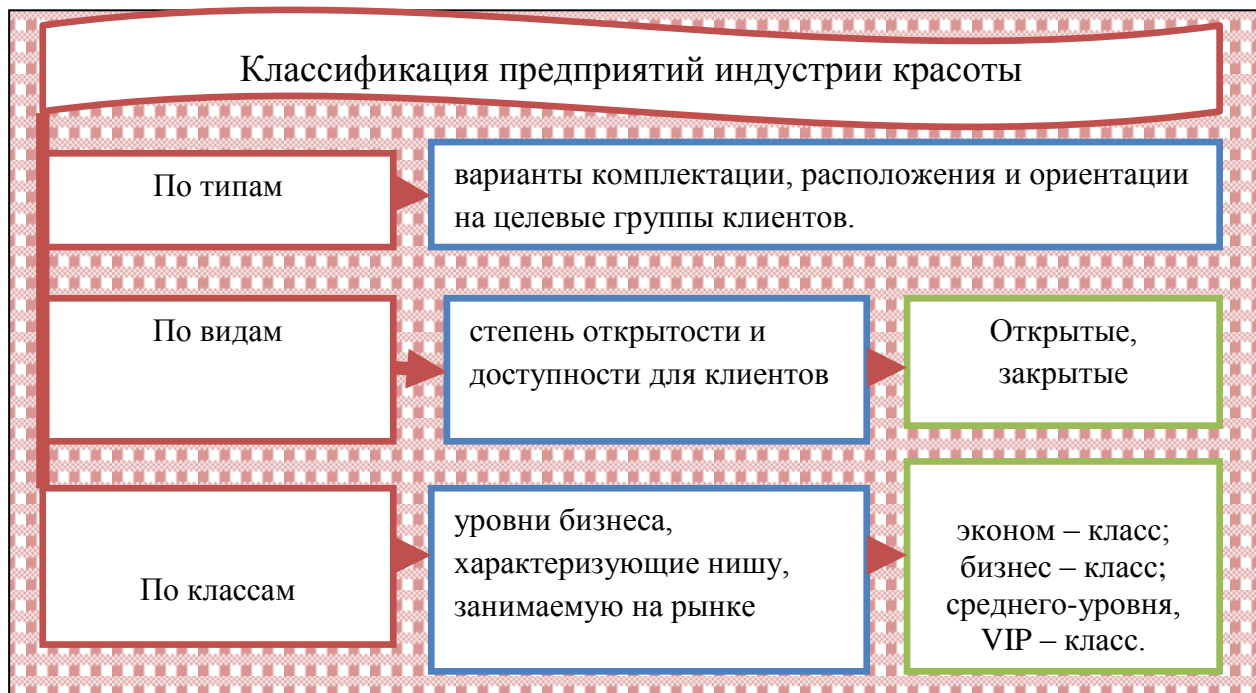 Классификация предприятий индустрии красоты
По типам
варианты комплектации, расположения и ориентации
на целевые группы клиентов.
По видам
степень открытости и
доступности для клиентов
Открытые,
закрытые
По классам
уровни бизнеса,
характеризующие нишу,
занимаемую на рынке
эконом – класс;
бизнес – класс;
среднего-уровня,
VIP – класс.